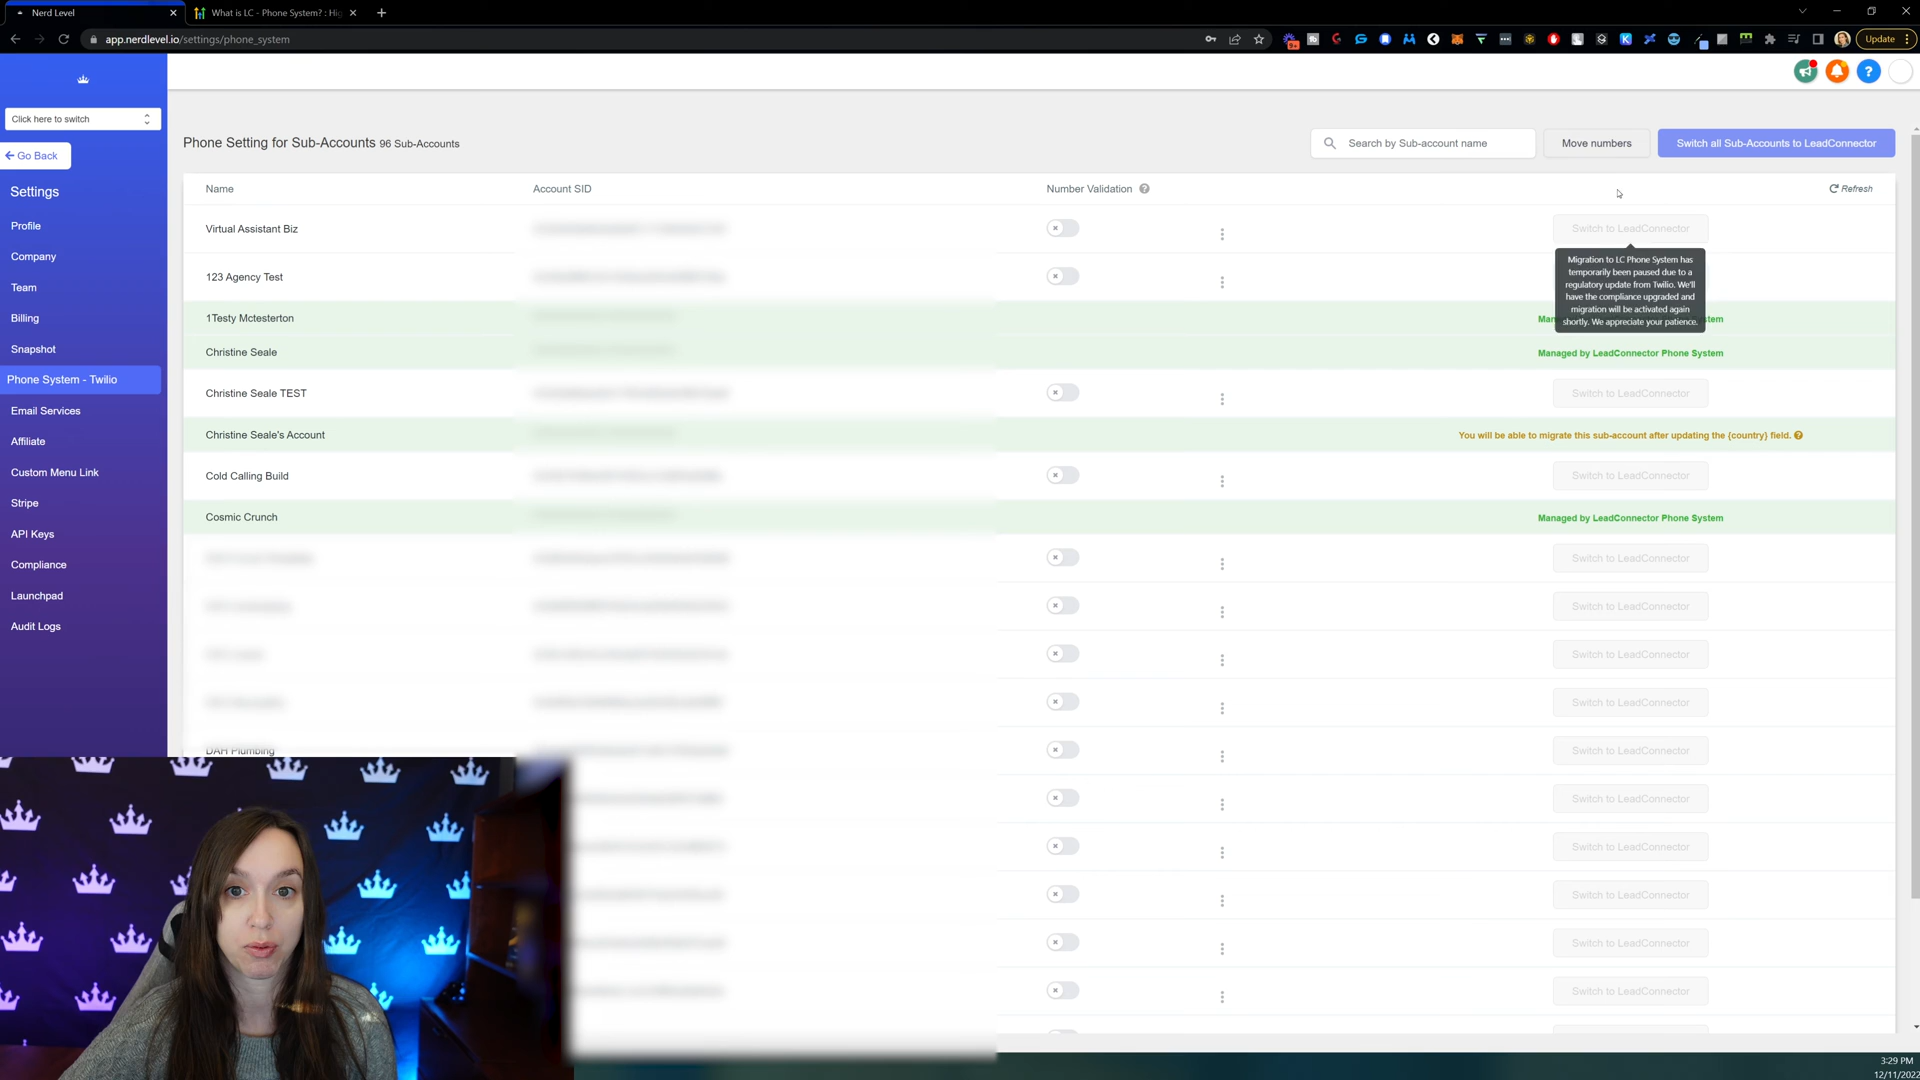 Nerd Level
What is LC - Phone System? : Hig
app.nerdlevel.io/settings/phone_system
9+
Update
Click here to switch
Go Back
Settings
Profile
Company
Team
Billing
Snapshot
Phone System - Twilio
Email Services
Affiliate
Custom Menu Link
Stripe
API Keys
Compliance
Launchpad
Audit Logs
Phone Setting for Sub-Accounts 96 Sub-Accounts
Search by Sub-account name
Move numbers
Switch all Sub-Accounts to LeadConnector
Name
Account SID
Number Validation
Refresh
Virtual Assistant Biz
Switch to LeadConnector
Migration to LC Phone System has
temporarily been paused due to a
regulatory update from Twilio. We'll
have the compliance upgraded and
migration will be activated again
shortly. We appreciate your patience.
123 Agency Test
1Testy Mctesterton
Christine Seale
Managed by LeadConnector Phone System
Christine Seale TEST
Switch to LeadConnector
Christine Seale's Account
You will be able to migrate this sub-account after updating the {country} field.
Cold Calling Build
Switch to LeadConnector
Cosmic Crunch
Managed by LeadConnector Phone System
Switch to LeadConnector
Switch to LeadConnector
Switch to LeadConnector
Switch to LeadConnector
DAH Plumbing
Switch to LeadConnector
Switch to LeadConnector
Switch to LeadConnector
Switch to LeadConnector
Switch to LeadConnector
Switch to LeadConnector
3:29 PM
12/11/2022